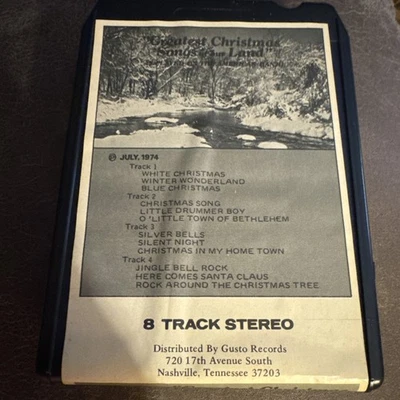 "Greatest Christmas
Songs of our Land"
℗ JULY, 1974
Track 1
WHITE CHRISTMAS
WINTER WONDERLAND
BLUE CHRISTMAS
Track 2
CHRISTMAS SONG
LITTLE DRUMMER BOY
O 'LITTLE TOWN OF BETHLEHEM
Track 3
SILVER BELLS
SILENT NIGHT
CHRISTMAS IN MY HOME TOWN
Track 4
JINGLE BELL ROCK
HERE COMES SANTA CLAUS
ROCK AROUND THE CHRISTMAS TREE
8 TRACK STEREO
Distributed By Gusto Records
720 17th Avenue South
Nashville, Tennessee 37203